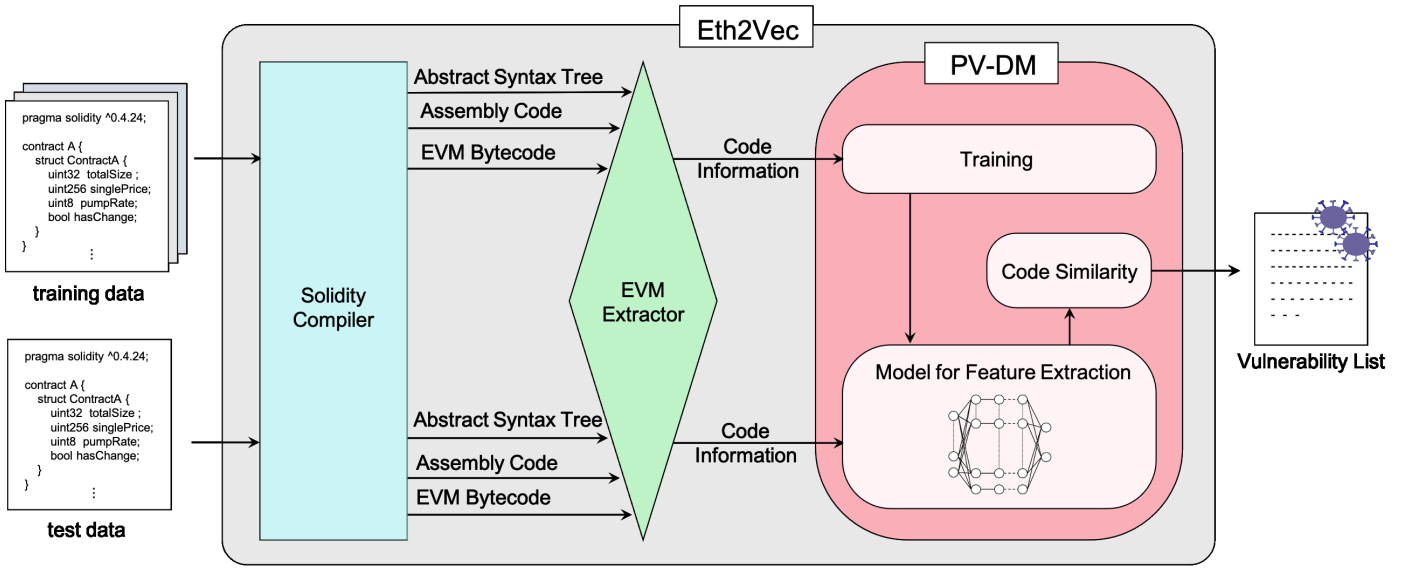 Eth2Vec
PV-DM
pragma solidity ^0.4.24;
contract A {
struct ContractA {
uint32 totalSize ;
uint256 singlePrice;
uint8 pumpRate;
bool hasChange;
}
}
⋮
training data
pragma solidity ^0.4.24;
contract A {
struct ContractA {
uint32 totalSize ;
uint256 singlePrice;
uint8 pumpRate;
bool hasChange;
}
}
⋮
test data
Solidity
Compiler
Abstract Syntax Tree
Assembly Code
EVM Bytecode
Abstract Syntax Tree
Assembly Code
EVM Bytecode
EVM
Extractor
Code
Information
Code
Information
Training
Code Similarity
Model for Feature Extraction
Vulnerability List